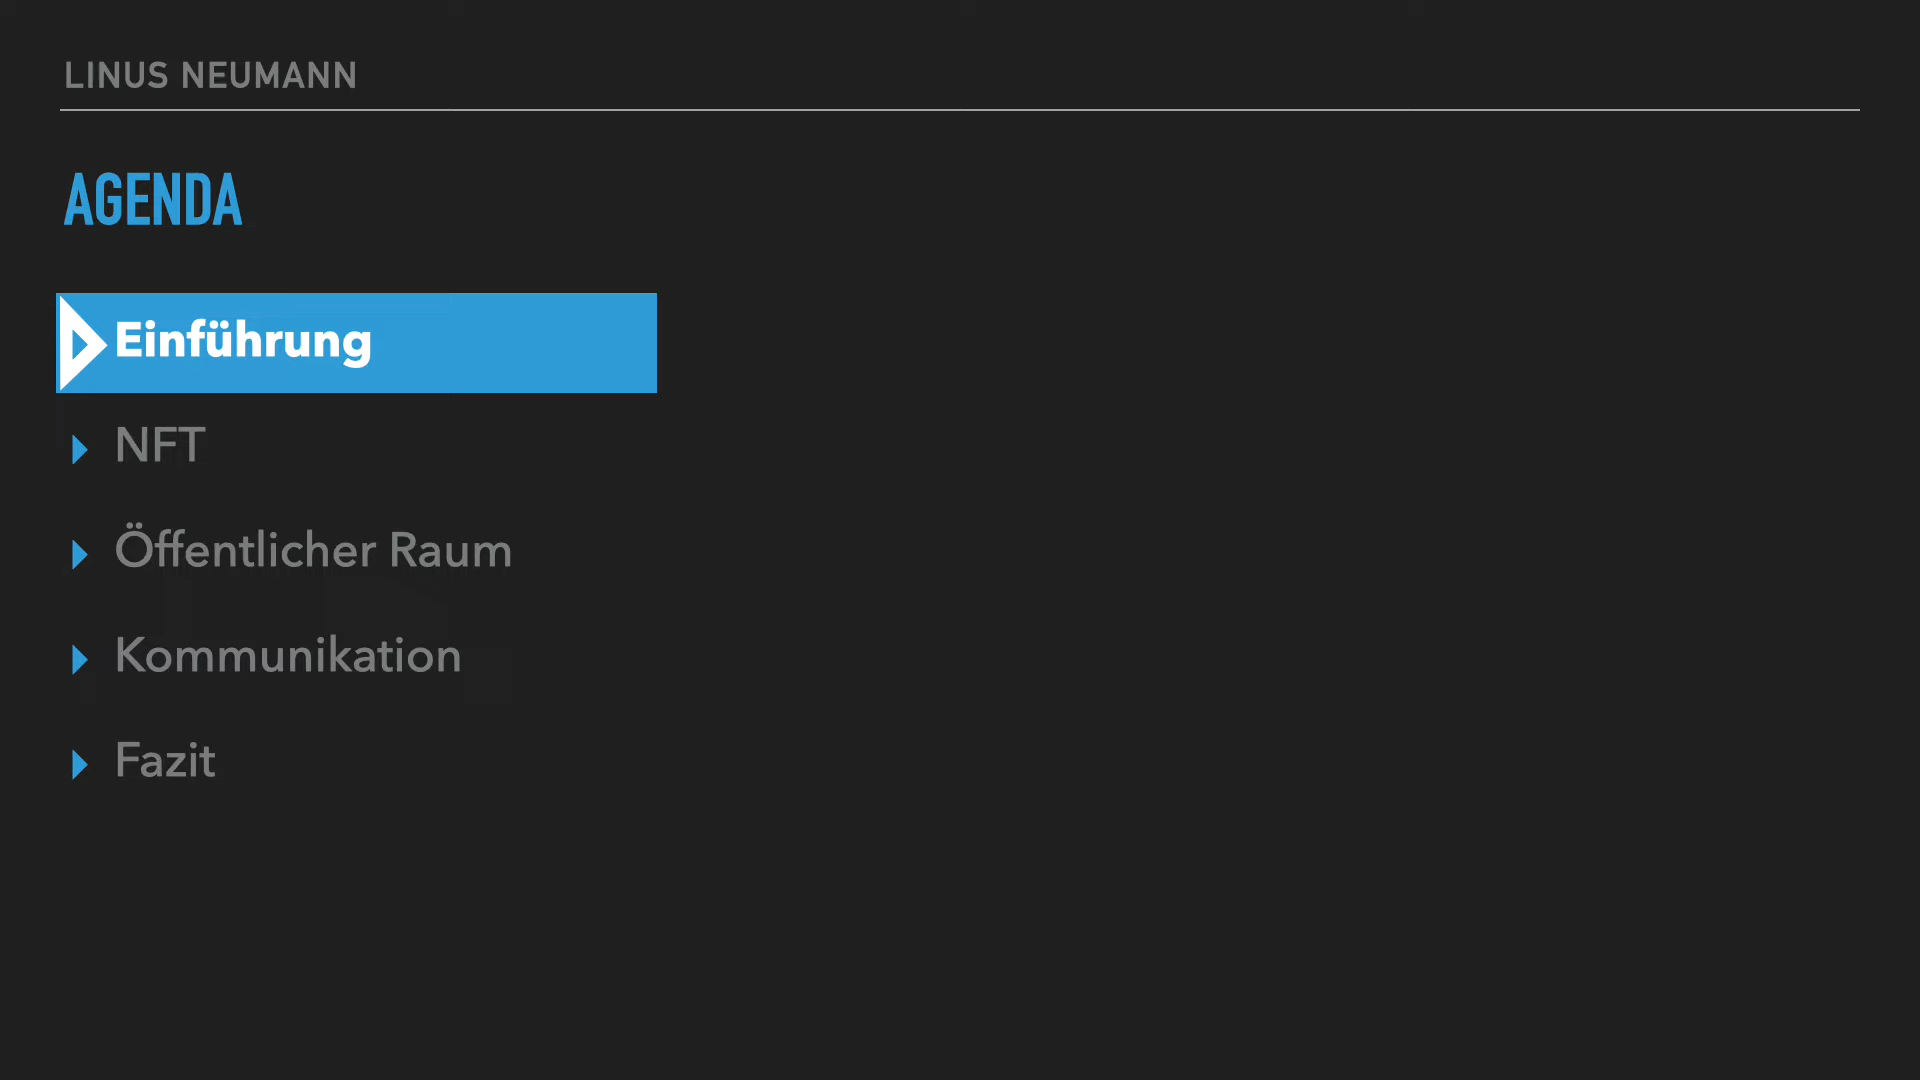 LINUS NEUMANN
AGENDA
Einführung
NFT
Öffentlicher Raum
Kommunikation
Fazit